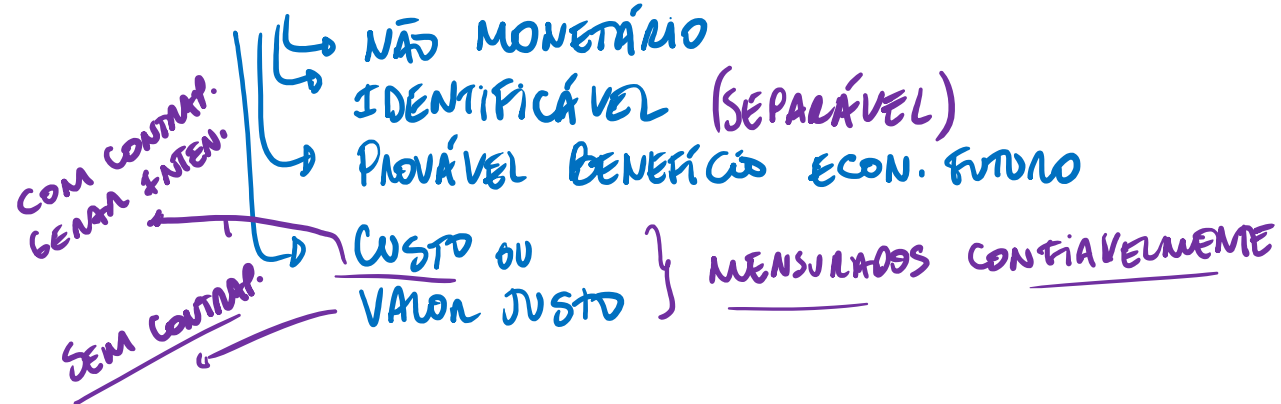 NÃO MONETÁRIO
IDENTIFICÁVEL (SEPARÁVEL)
PROVÁVEL BENEFÍCIO ECON. FUTURO
COM CONTRAP.
GERAR INTEN.
CUSTO OU
VALOR JUSTO
MENSURADOS CONFIAVELMENTE
SEM CONTRAP.